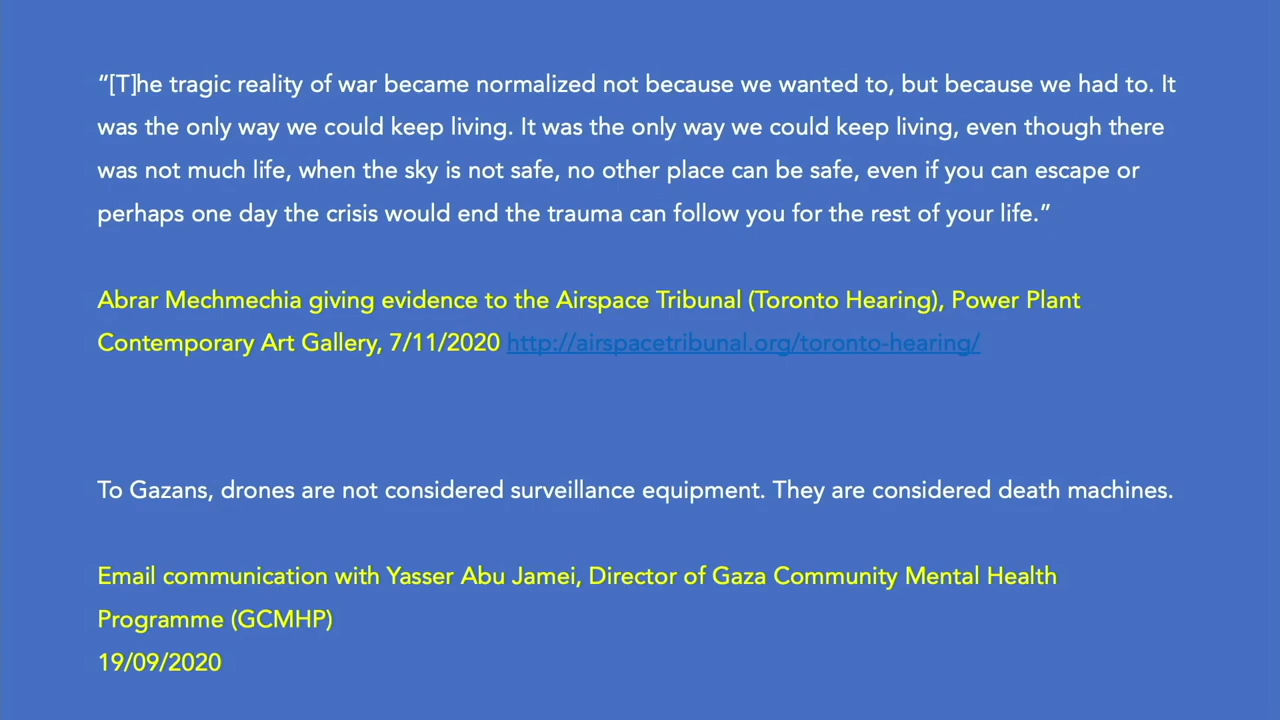 “[T]he tragic reality of war became normalized not because we wanted to, but because we had to. It
was the only way we could keep living. It was the only way we could keep living, even though there
was not much life, when the sky is not safe, no other place can be safe, even if you can escape or
perhaps one day the crisis would end the trauma can follow you for the rest of your life.”
Abrar Mechmechia giving evidence to the Airspace Tribunal (Toronto Hearing), Power Plant
Contemporary Art Gallery, 7/11/2020 http://airspacetribunal.org/toronto-hearing/
To Gazans, drones are not considered surveillance equipment. They are considered death machines.
Email communication with Yasser Abu Jamei, Director of Gaza Community Mental Health
Programme (GCMHP)
19/09/2020